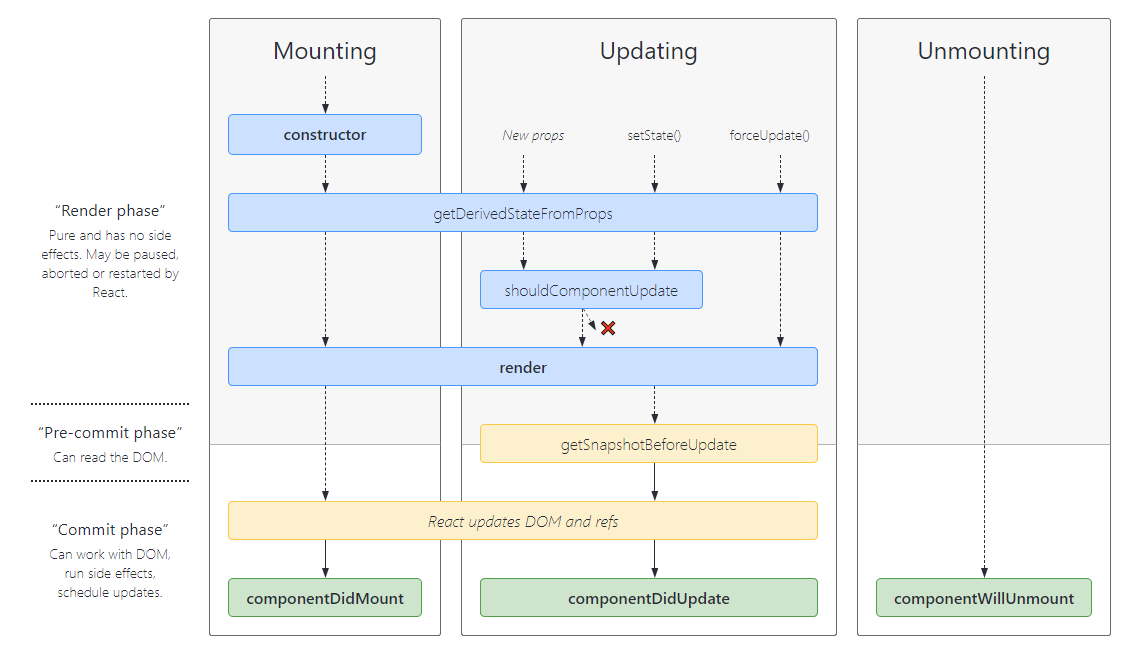 Mounting
Updating
Unmounting
constructor
New props
setState()
forceUpdate()
“Render phase”
Pure and has no side
effects. May be paused,
aborted or restarted by
React.
getDerivedStateFromProps
shouldComponentUpdate
render
“Pre-commit phase”
Can read the DOM.
getSnapshotBeforeUpdate
“Commit phase”
Can work with DOM,
run side effects,
schedule updates.
React updates DOM and refs
componentDidMount
componentDidUpdate
componentWillUnmount